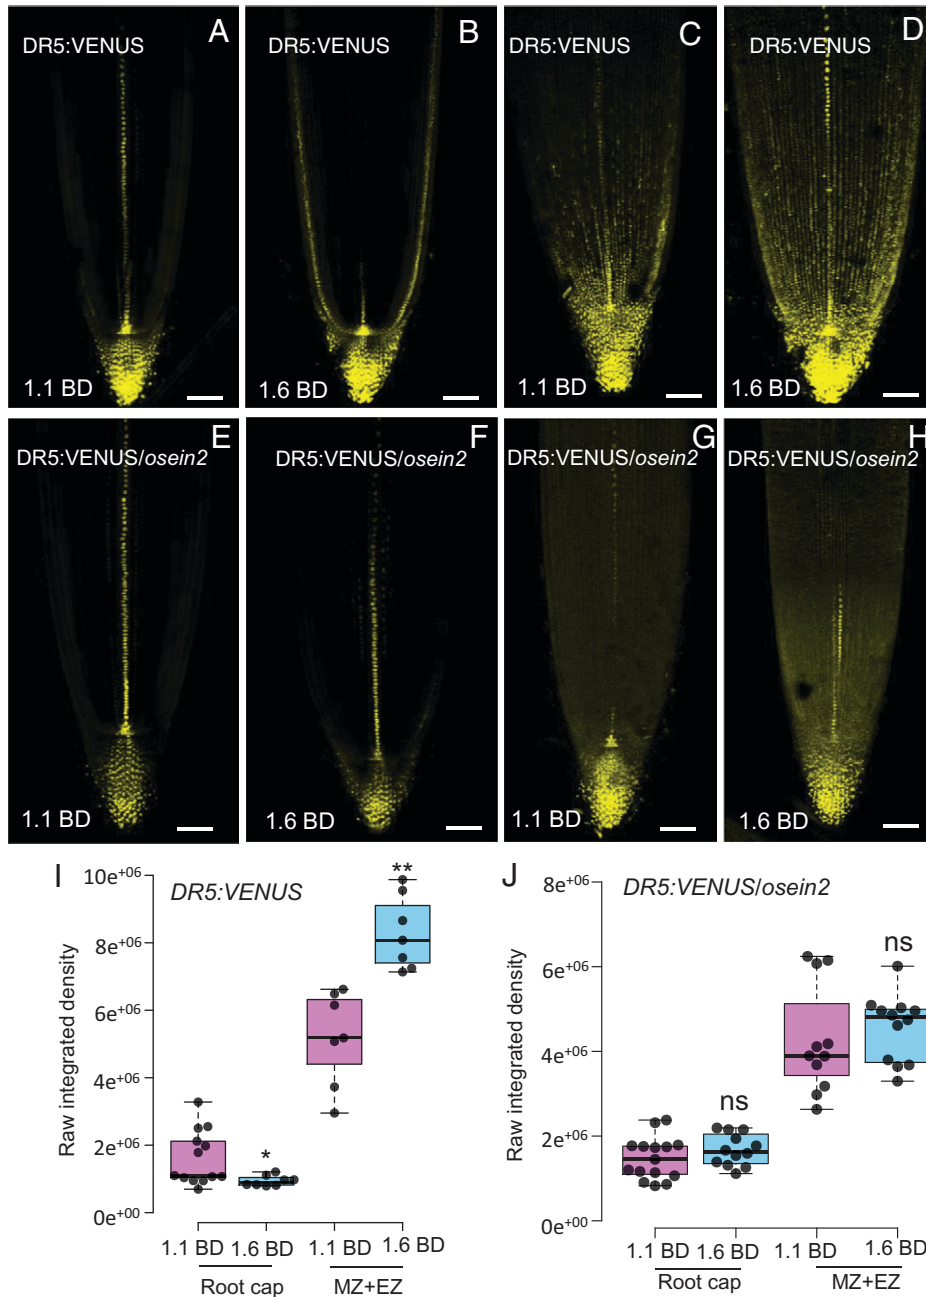 A
DR5:VENUS
1.1 BD
B
DR5:VENUS
1.6 BD
C
DR5:VENUS
1.1 BD
D
DR5:VENUS
1.6 BD
E
DR5:VENUS/osein2
1.1 BD
F
DR5:VENUS/osein2
1.6 BD
G
DR5:VENUS/osein2
1.1 BD
H
DR5:VENUS/osein2
1.6 BD
I
DR5:VENUS
Raw integrated density
10e+06
8e+06
6e+06
4e+06
2e+06
0e+00
*
**
1.1 BD 1.6 BD 1.1 BD 1.6 BD
Root cap MZ+EZ
J
DR5:VENUS/osein2
Raw integrated density
8e+06
6e+06
4e+06
2e+06
0e+00
ns
ns
1.1 BD 1.6 BD 1.1 BD 1.6 BD
Root cap MZ+EZ